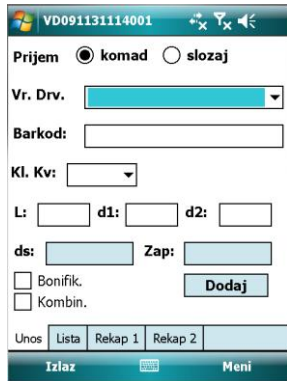 VD091131114001
Prijem komad slozaj
Vr. Drv.
Barkod:
Kl. Kv:
L: d1: d2:
ds: Zap:
Bonifik.
Kombin.
Dodaj
Unos Lista Rekap 1 Rekap 2
Izlaz Meni